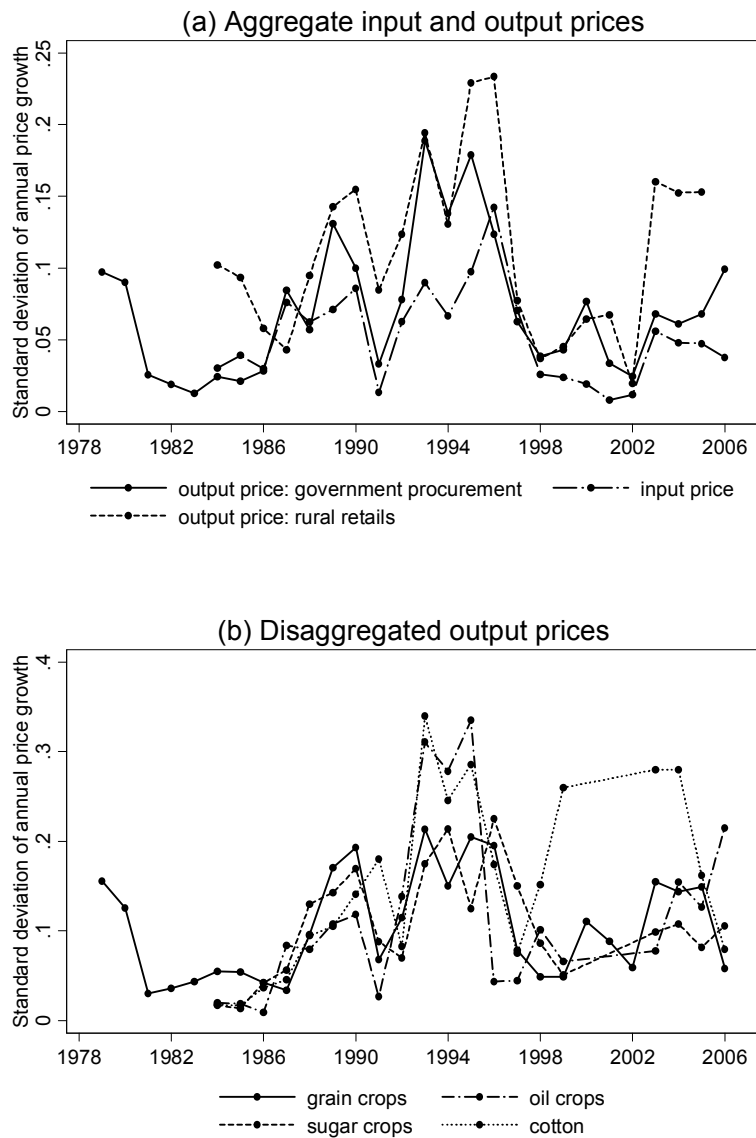 (a) Aggregate input and output prices
Standard deviation of annual price growth
.25
.2
.15
.1
.05
0
1978 1982 1986 1990 1994 1998 2002 2006
output price: government procurement input price
output price: rural retails
(b) Disaggregated output prices
Standard deviation of annual price growth
.4
.3
.2
.1
0
1978 1982 1986 1990 1994 1998 2002 2006
grain crops oil crops
sugar crops cotton